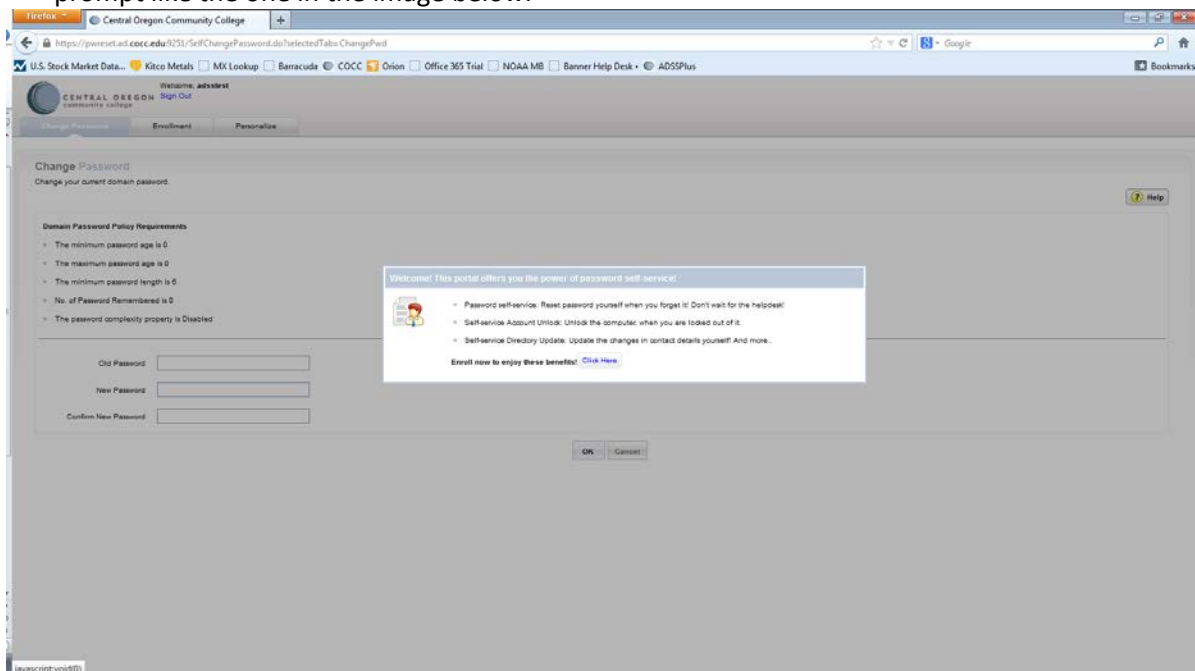 prompt like the one in the image below:
Firefox
Central Oregon Community College
+
https://pwreset.ad.cocc.edu:9251/SelfChangePassword.do?selectedTab=ChangePwd
Google
U.S. Stock Market Data... Kitco Metals MX Lookup Barracuda COCC Orion Office 365 Trial NOAA MB Banner Help Desk ADSSPlus Bookmarks
Welcome, adsstest
CENTRAL OREGON Sign Out
community college
Change Password Enrollment Personalize
Change Password
Change your current domain password.
Help
Domain Password Policy Requirements
The minimum password age is 0
The maximum password age is 0
The minimum password length is 6
No. of Password Remembered is 0
The password complexity property is Disabled
Welcome! This portal offers you the power of password self-service!
Password self-service: Reset password yourself when you forget it! Don't wait for the helpdesk!
Self-service Account Unlock: Unlock the computer, when you are locked out of it.
Self-service Directory Update: Update the changes in contact details yourself! And more..
Enroll now to enjoy these benefits! Click Here
Old Password
New Password
Confirm New Password
OK Cancel
javascript:void(0)